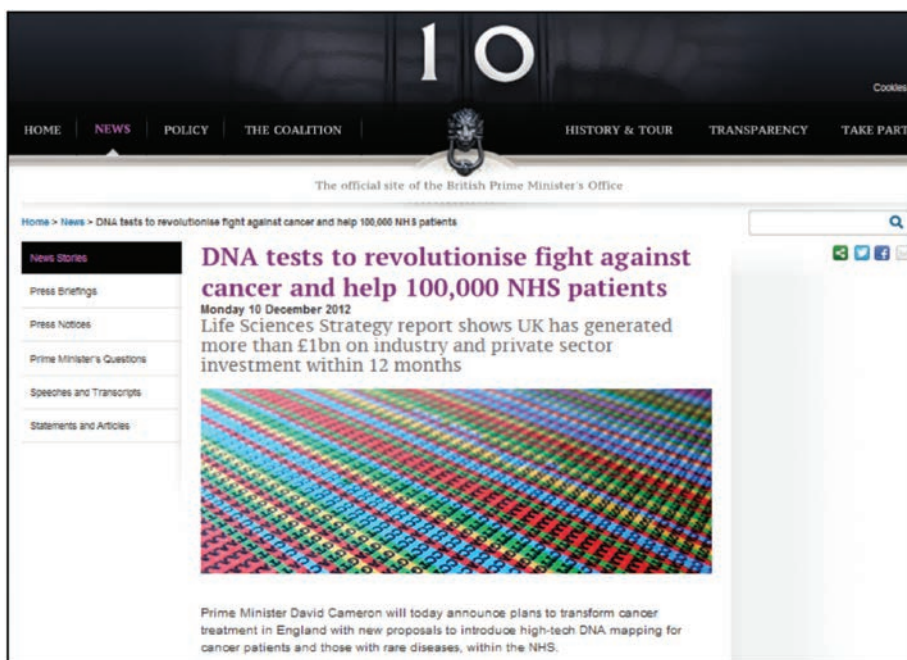 10
Cookies
HOME NEWS POLICY THE COALITION HISTORY & TOUR TRANSPARENCY TAKE PART
The official site of the British Prime Minister's Office
Home > News > DNA tests to revolutionise fight against cancer and help 100,000 NHS patients
News Stories
Press Briefings
Press Notices
Prime Minister's Questions
Speeches and Transcripts
Statements and Articles
DNA tests to revolutionise fight against
cancer and help 100,000 NHS patients
Monday 10 December 2012
Life Sciences Strategy report shows UK has generated
more than £1bn on industry and private sector
investment within 12 months
Prime Minister David Cameron will today announce plans to transform cancer
treatment in England with new proposals to introduce high-tech DNA mapping for
cancer patients and those with rare diseases, within the NHS.